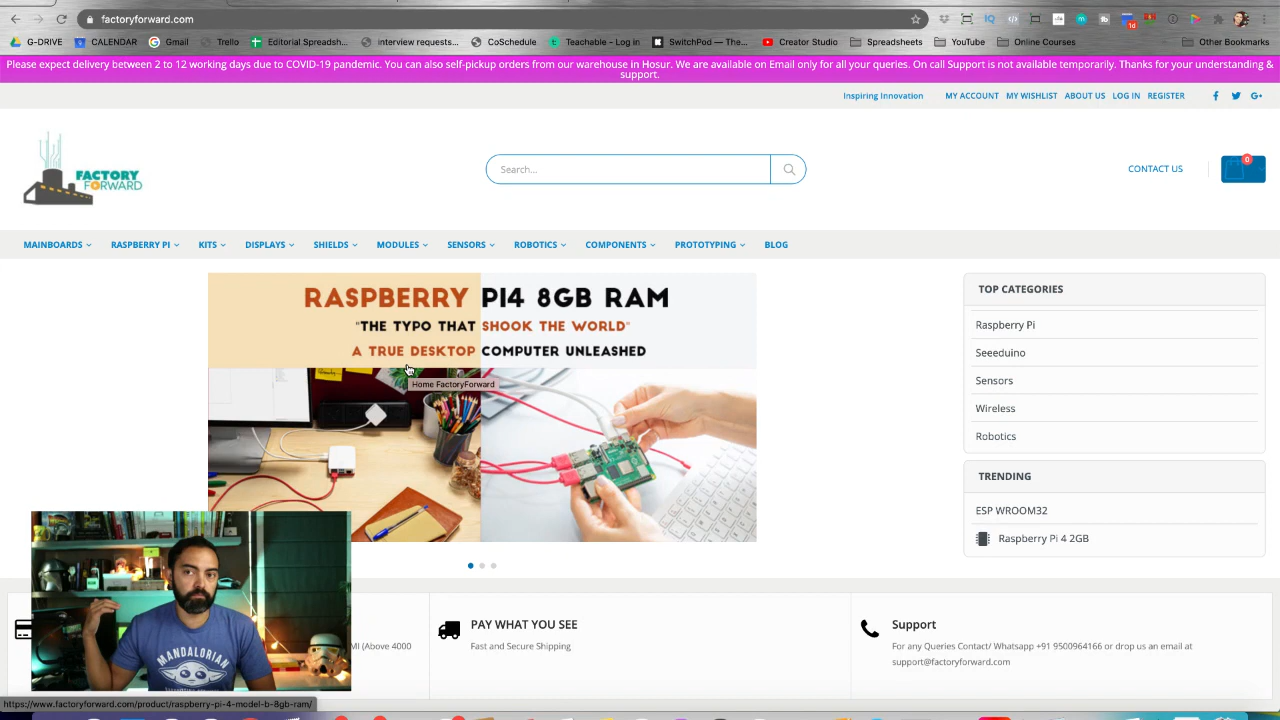 factoryforward.com
G-DRIVE CALENDAR Gmail Trello Editorial Spreadsh... interview requests... CoSchedule Teachable – Log in SwitchPod — The... Creator Studio Spreadsheets YouTube Online Courses Other Bookmarks
Please expect delivery between 2 to 12 working days due to COVID-19 pandemic. You can also self-pickup orders from our warehouse in Hosur. We are available on Email only for all your queries. On call Support is not available temporarily. Thanks for your understanding &
support.
Inspiring Innovation MY ACCOUNT MY WISHLIST ABOUT US LOG IN REGISTER
FACTORY
FORWARD
Search...
CONTACT US
0
MAINBOARDS RASPBERRY PI KITS DISPLAYS SHIELDS MODULES SENSORS ROBOTICS COMPONENTS PROTOTYPING BLOG
RASPBERRY PI4 8GB RAM
"THE TYPO THAT SHOOK THE WORLD"
A TRUE DESKTOP COMPUTER UNLEASHED
Home FactoryForward
TOP CATEGORIES
Raspberry Pi
Seeeduino
Sensors
Wireless
Robotics
TRENDING
ESP WROOM32
Raspberry Pi 4 2GB
MI (Above 4000
PAY WHAT YOU SEE
Fast and Secure Shipping
Support
For any Queries Contact/ Whatsapp +91 9500964166 or drop us an email at
support@factoryforward.com
MANDALORIAN
https://www.factoryforward.com/product/raspberry-pi-4-model-b-8gb-ram/